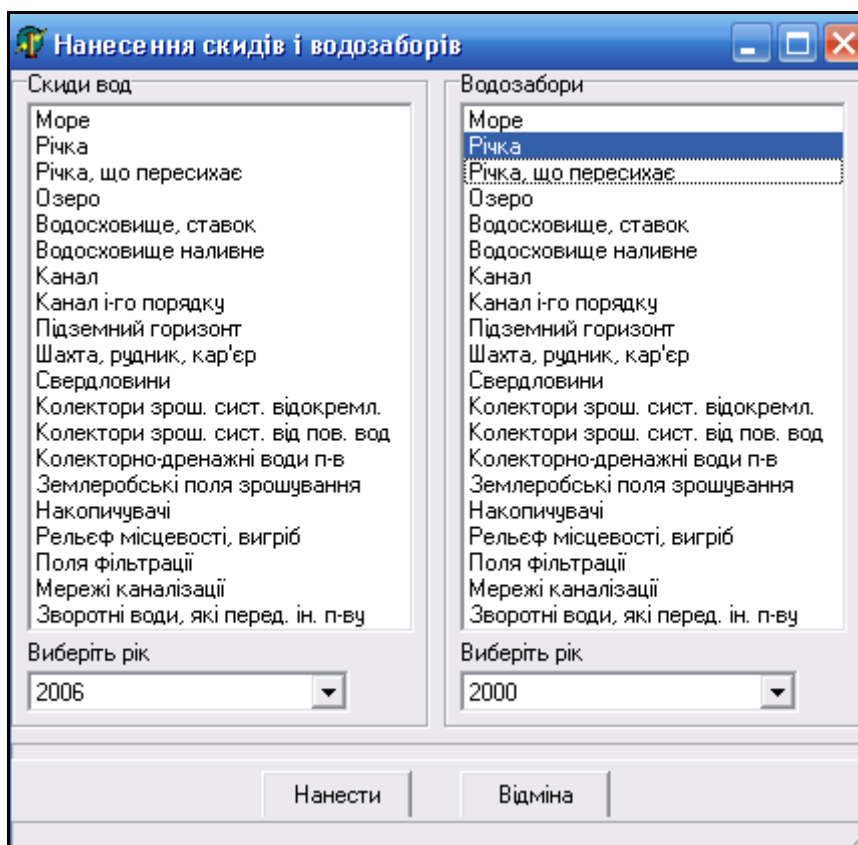 Нанесення скидів і водозаборів
Скиди вод
Море
Річка
Річка, що пересихає
Озеро
Водосховище, ставок
Водосховище наливне
Канал
Канал і-го порядку
Підземний горизонт
Шахта, рудник, кар'єр
Свердловини
Колектори зрош. сист. відокремл.
Колектори зрош. сист. від пов. вод
Колекторно-дренажні води п-в
Землеробські поля зрошування
Накопичувачі
Рельєф місцевості, вигріб
Поля фільтрації
Мережі каналізації
Зворотні води, які перед. ін. п-ву
Виберіть рік
2006
Водозабори
Море
Річка
Річка, що пересихає
Озеро
Водосховище, ставок
Водосховище наливне
Канал
Канал і-го порядку
Підземний горизонт
Шахта, рудник, кар'єр
Свердловини
Колектори зрош. сист. відокремл.
Колектори зрош. сист. від пов. вод
Колекторно-дренажні води п-в
Землеробські поля зрошування
Накопичувачі
Рельєф місцевості, вигріб
Поля фільтрації
Мережі каналізації
Зворотні води, які перед. ін. п-ву
Виберіть рік
2000
Нанести
Відміна